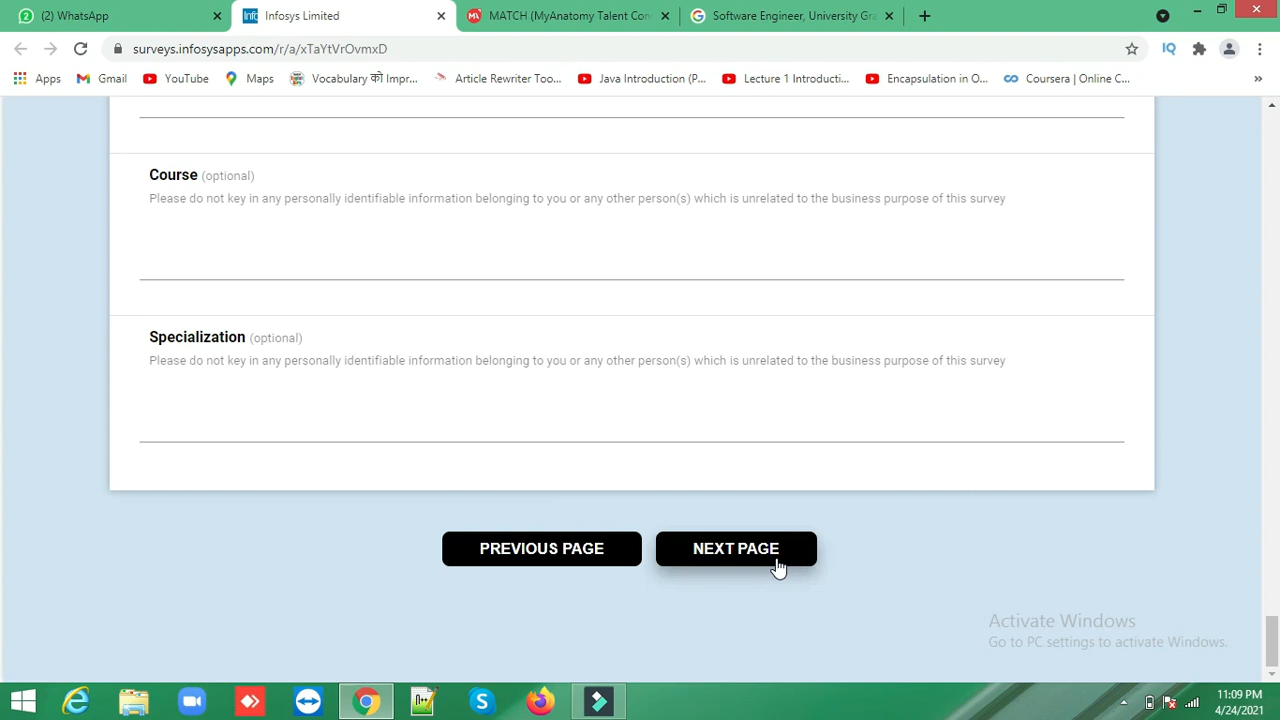 (2) WhatsApp
Infosys Limited
MATCH (MyAnatomy Talent Con
Software Engineer, University Gra
surveys.infosysapps.com/r/a/xTaYtVrOvmxD
Apps
Gmail
YouTube
Maps
Vocabulary को Impr...
Article Rewriter Too...
Java Introduction (P...
Lecture 1 Introducti...
Encapsulation in O...
Coursera | Online C...
Course (optional)
Please do not key in any personally identifiable information belonging to you or any other person(s) which is unrelated to the business purpose of this survey
Specialization (optional)
Please do not key in any personally identifiable information belonging to you or any other person(s) which is unrelated to the business purpose of this survey
PREVIOUS PAGE
NEXT PAGE
Activate Windows
Go to PC settings to activate Windows.
11:09 PM
4/24/2021